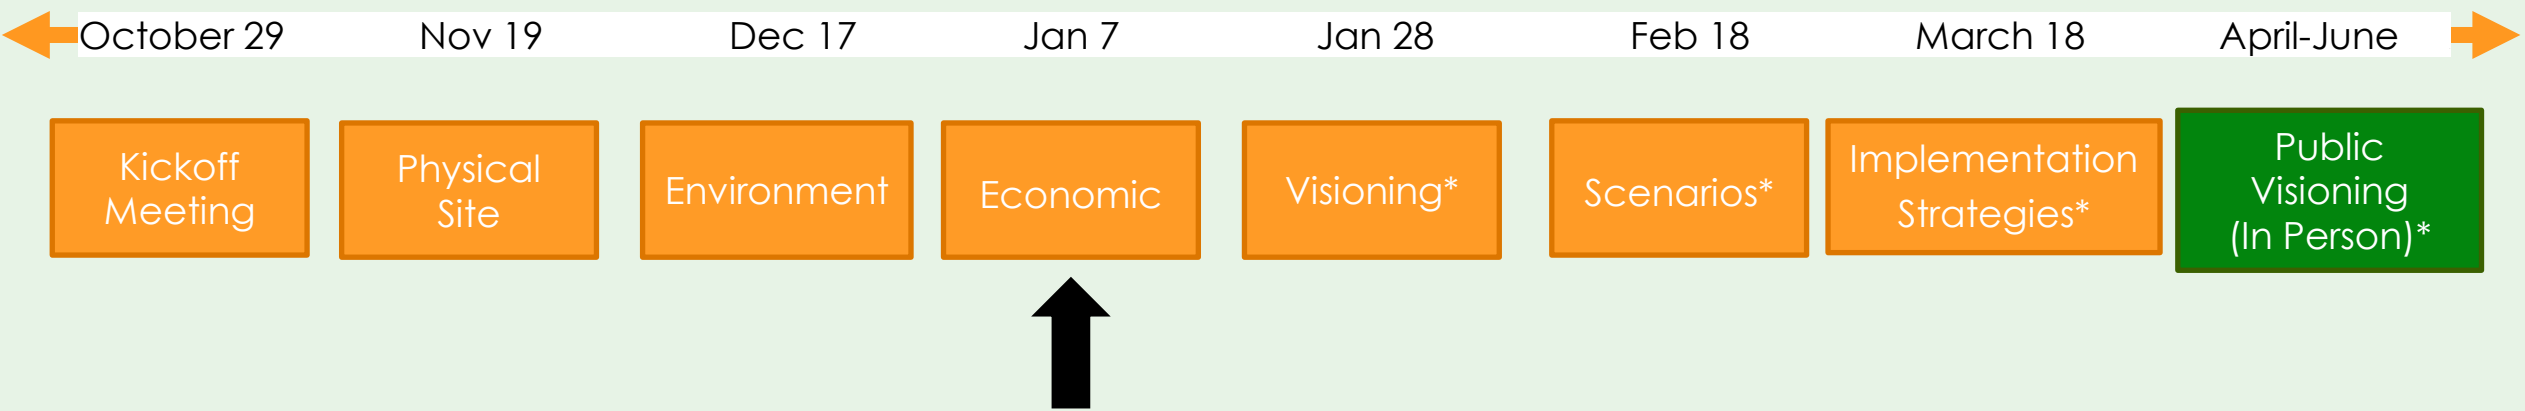 October 29 Nov 19 Dec 17 Jan 7 Jan 28 Feb 18 March 18 April-June
Kickoff
Meeting
Physical
Site
Environment
Economic
Visioning*
Scenarios*
Implementation
Strategies*
Public
Visioning
(In Person)*